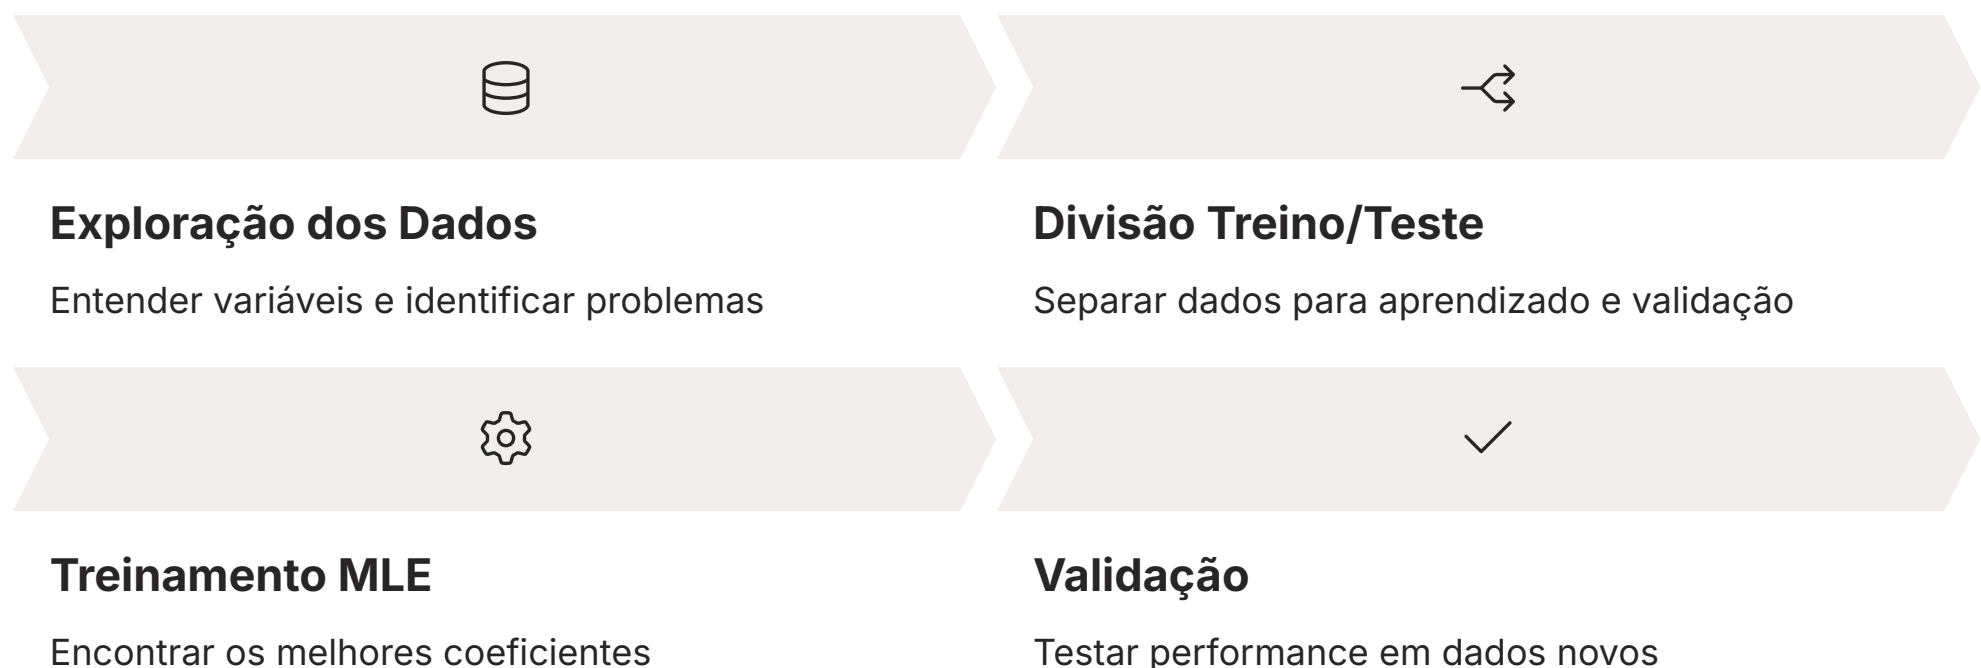 Exploração dos Dados
Entender variáveis e identificar problemas
Divisão Treino/Teste
Separar dados para aprendizado e validação
Treinamento MLE
Encontrar os melhores coeficientes
Validação
Testar performance em dados novos